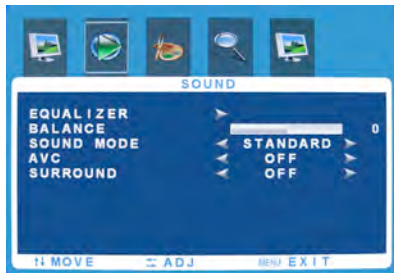 SOUND
EQUALIZER
BALANCE 0
SOUND MODE STANDARD
AVC OFF
SURROUND OFF
MOVE ADJ MENU EXIT